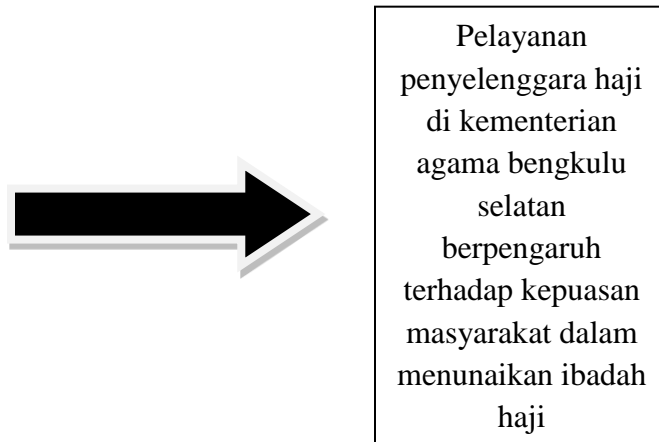 Pelayanan
penyelenggara haji
di kementerian
agama bengkulu
selatan
berpengaruh
terhadap kepuasan
masyarakat dalam
menunaikan ibadah
haji